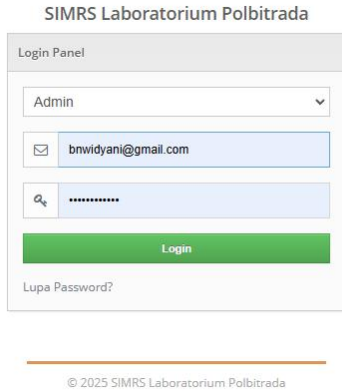 SIMRS Laboratorium Polbitrada
Login Panel
Admin
bnwidyani@gmail.com
••••••••••••
Login
Lupa Password?
© 2025 SIMRS Laboratorium Polbitrada